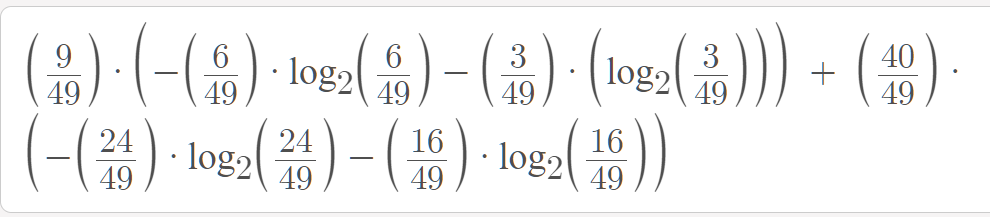 (9/49) · (−(6/49) · log₂(6/49) − (3/49) · (log₂(3/49))) + (40/49) ·
(−(24/49) · log₂(24/49) − (16/49) · log₂(16/49))